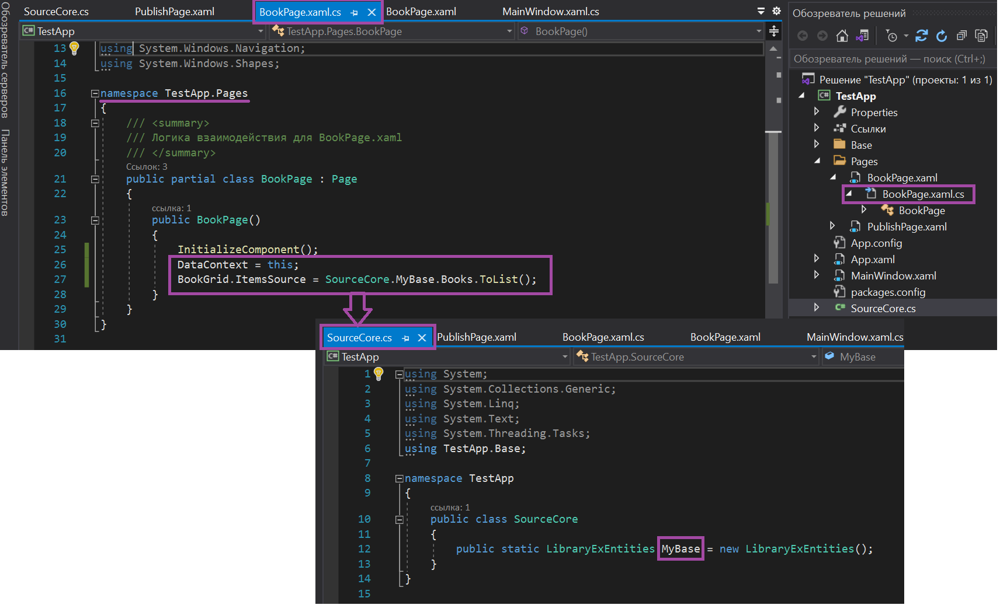 SourceCore.cs PublishPage.xaml BookPage.xaml.cs BookPage.xaml MainWindow.xaml.cs
TestApp TestApp.Pages.BookPage BookPage()
Обозреватель серверов
Панель элементов
13 using System.Windows.Navigation;
14 using System.Windows.Shapes;
15
16 namespace TestApp.Pages
17 {
18 /// <summary>
19 /// Логика взаимодействия для BookPage.xaml
20 /// </summary>
Ссылок: 3
21 public partial class BookPage : Page
22 {
ссылка: 1
23 public BookPage()
24 {
25 InitializeComponent();
26 DataContext = this;
27 BookGrid.ItemsSource = SourceCore.MyBase.Books.ToList();
28 }
29 }
30 }
31
Обозреватель решений
Обозреватель решений — поиск (Ctrl+;)
Решение "TestApp" (проекты: 1 из 1)
C# TestApp
Properties
Ссылки
Base
Pages
BookPage.xaml
BookPage.xaml.cs
BookPage
PublishPage.xaml
App.config
App.xaml
MainWindow.xaml
packages.config
C# SourceCore.cs
SourceCore.cs PublishPage.xaml BookPage.xaml.cs BookPage.xaml MainWindow.xaml.cs
C# TestApp TestApp.SourceCore MyBase
1 using System;
2 using System.Collections.Generic;
3 using System.Linq;
4 using System.Text;
5 using System.Threading.Tasks;
6 using TestApp.Base;
7
8 namespace TestApp
9 {
ссылка: 1
10 public class SourceCore
11 {
12 public static LibraryExEntities MyBase = new LibraryExEntities();
13 }
14 }
15